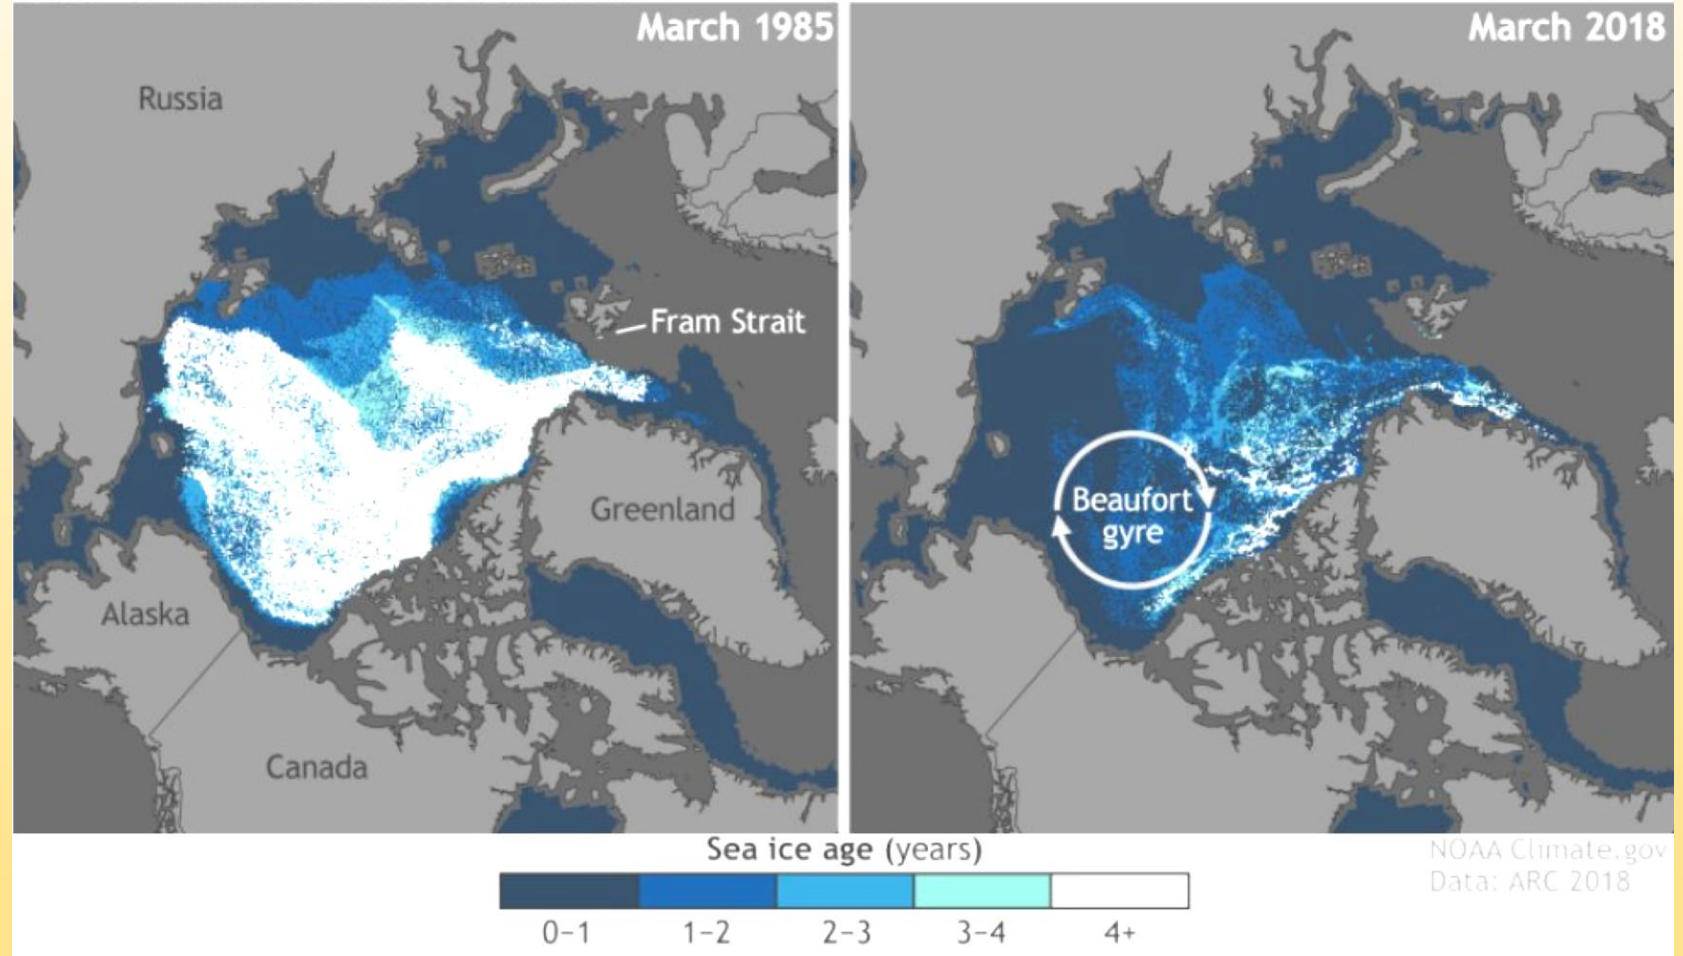 March 1985
Russia
Fram Strait
Greenland
Alaska
Canada
March 2018
Beaufort
gyre
Sea ice age (years)
0–1
1–2
2–3
3–4
4+
NOAA Climate.gov
Data: ARC 2018